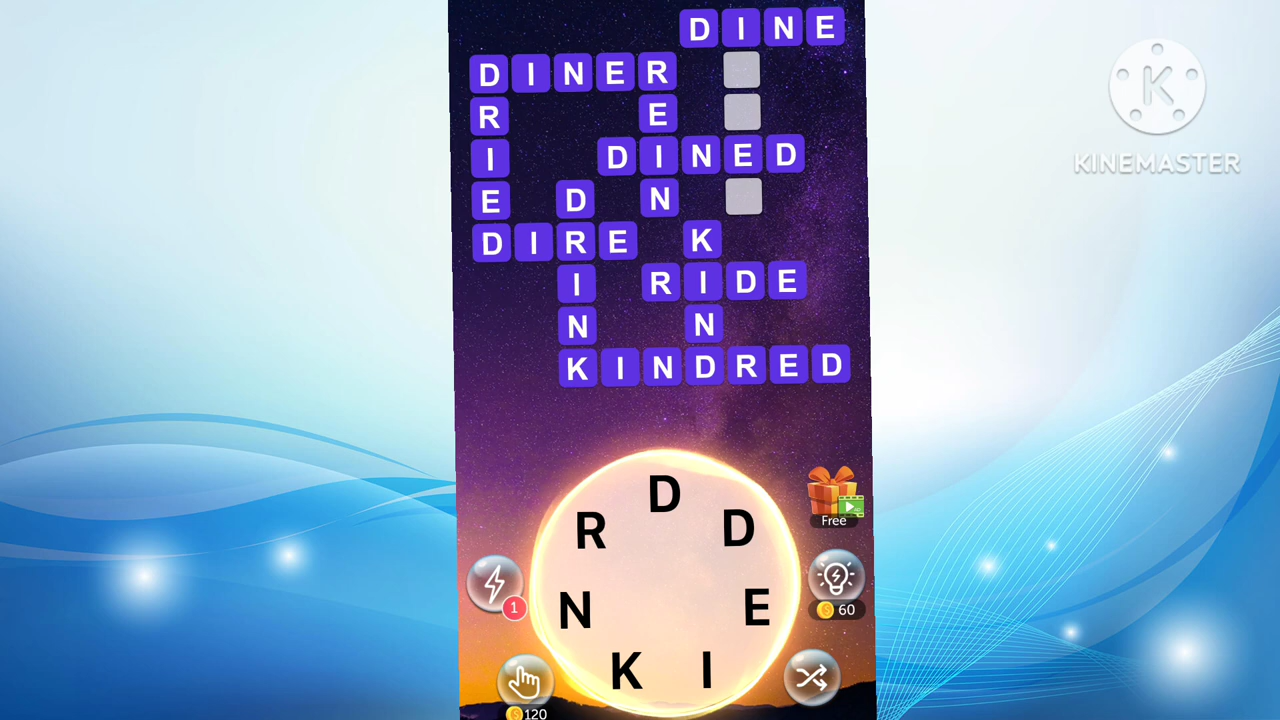 DINE
DINER
R E
I DINED
E D N
DIRE K
I RIDE
N N
KINDRED
K
KINEMASTER
D
R D
N E
K I
Free
1
60
120